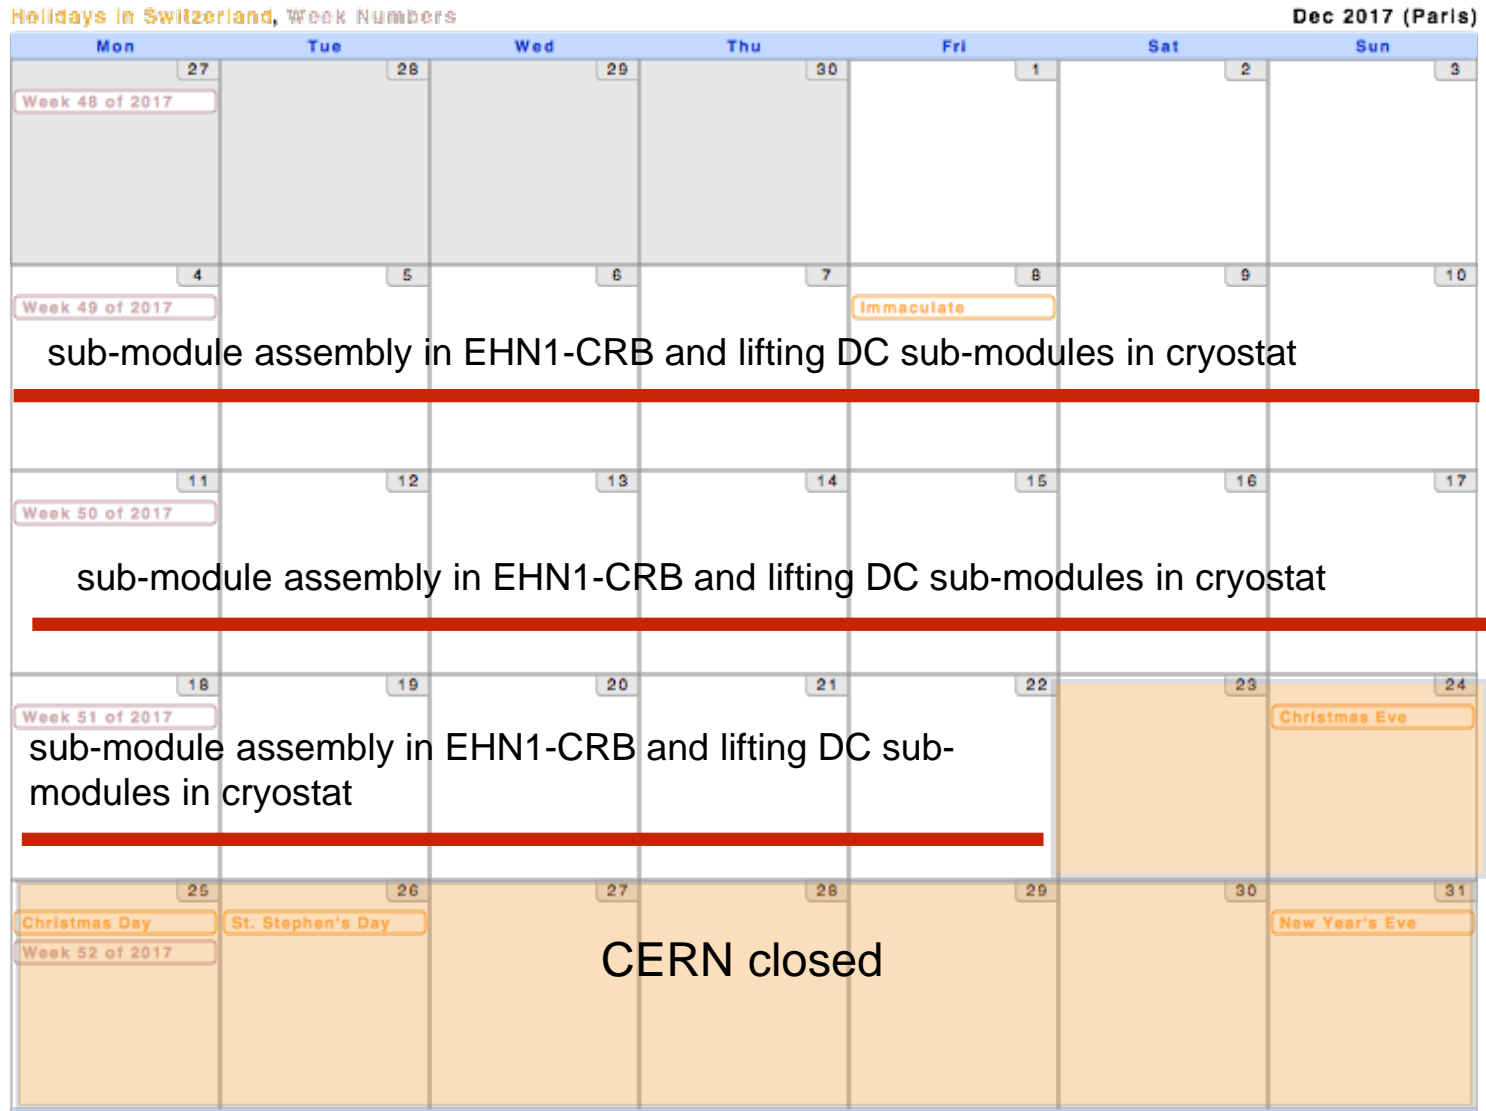 Holidays in Switzerland, Week Numbers
Dec 2017 (Paris)
Mon Tue Wed Thu Fri Sat Sun
27 28 29 30 1 2 3
Week 48 of 2017
4 5 6 7 8 9 10
Week 49 of 2017 Immaculate
sub-module assembly in EHN1-CRB and lifting DC sub-modules in cryostat
11 12 13 14 15 16 17
Week 50 of 2017
sub-module assembly in EHN1-CRB and lifting DC sub-modules in cryostat
18 19 20 21 22 23 24
Week 51 of 2017 Christmas Eve
sub-module assembly in EHN1-CRB and lifting DC sub-
modules in cryostat
25 26 27 28 29 30 31
Christmas Day St. Stephen's Day New Year's Eve
Week 52 of 2017
CERN closed